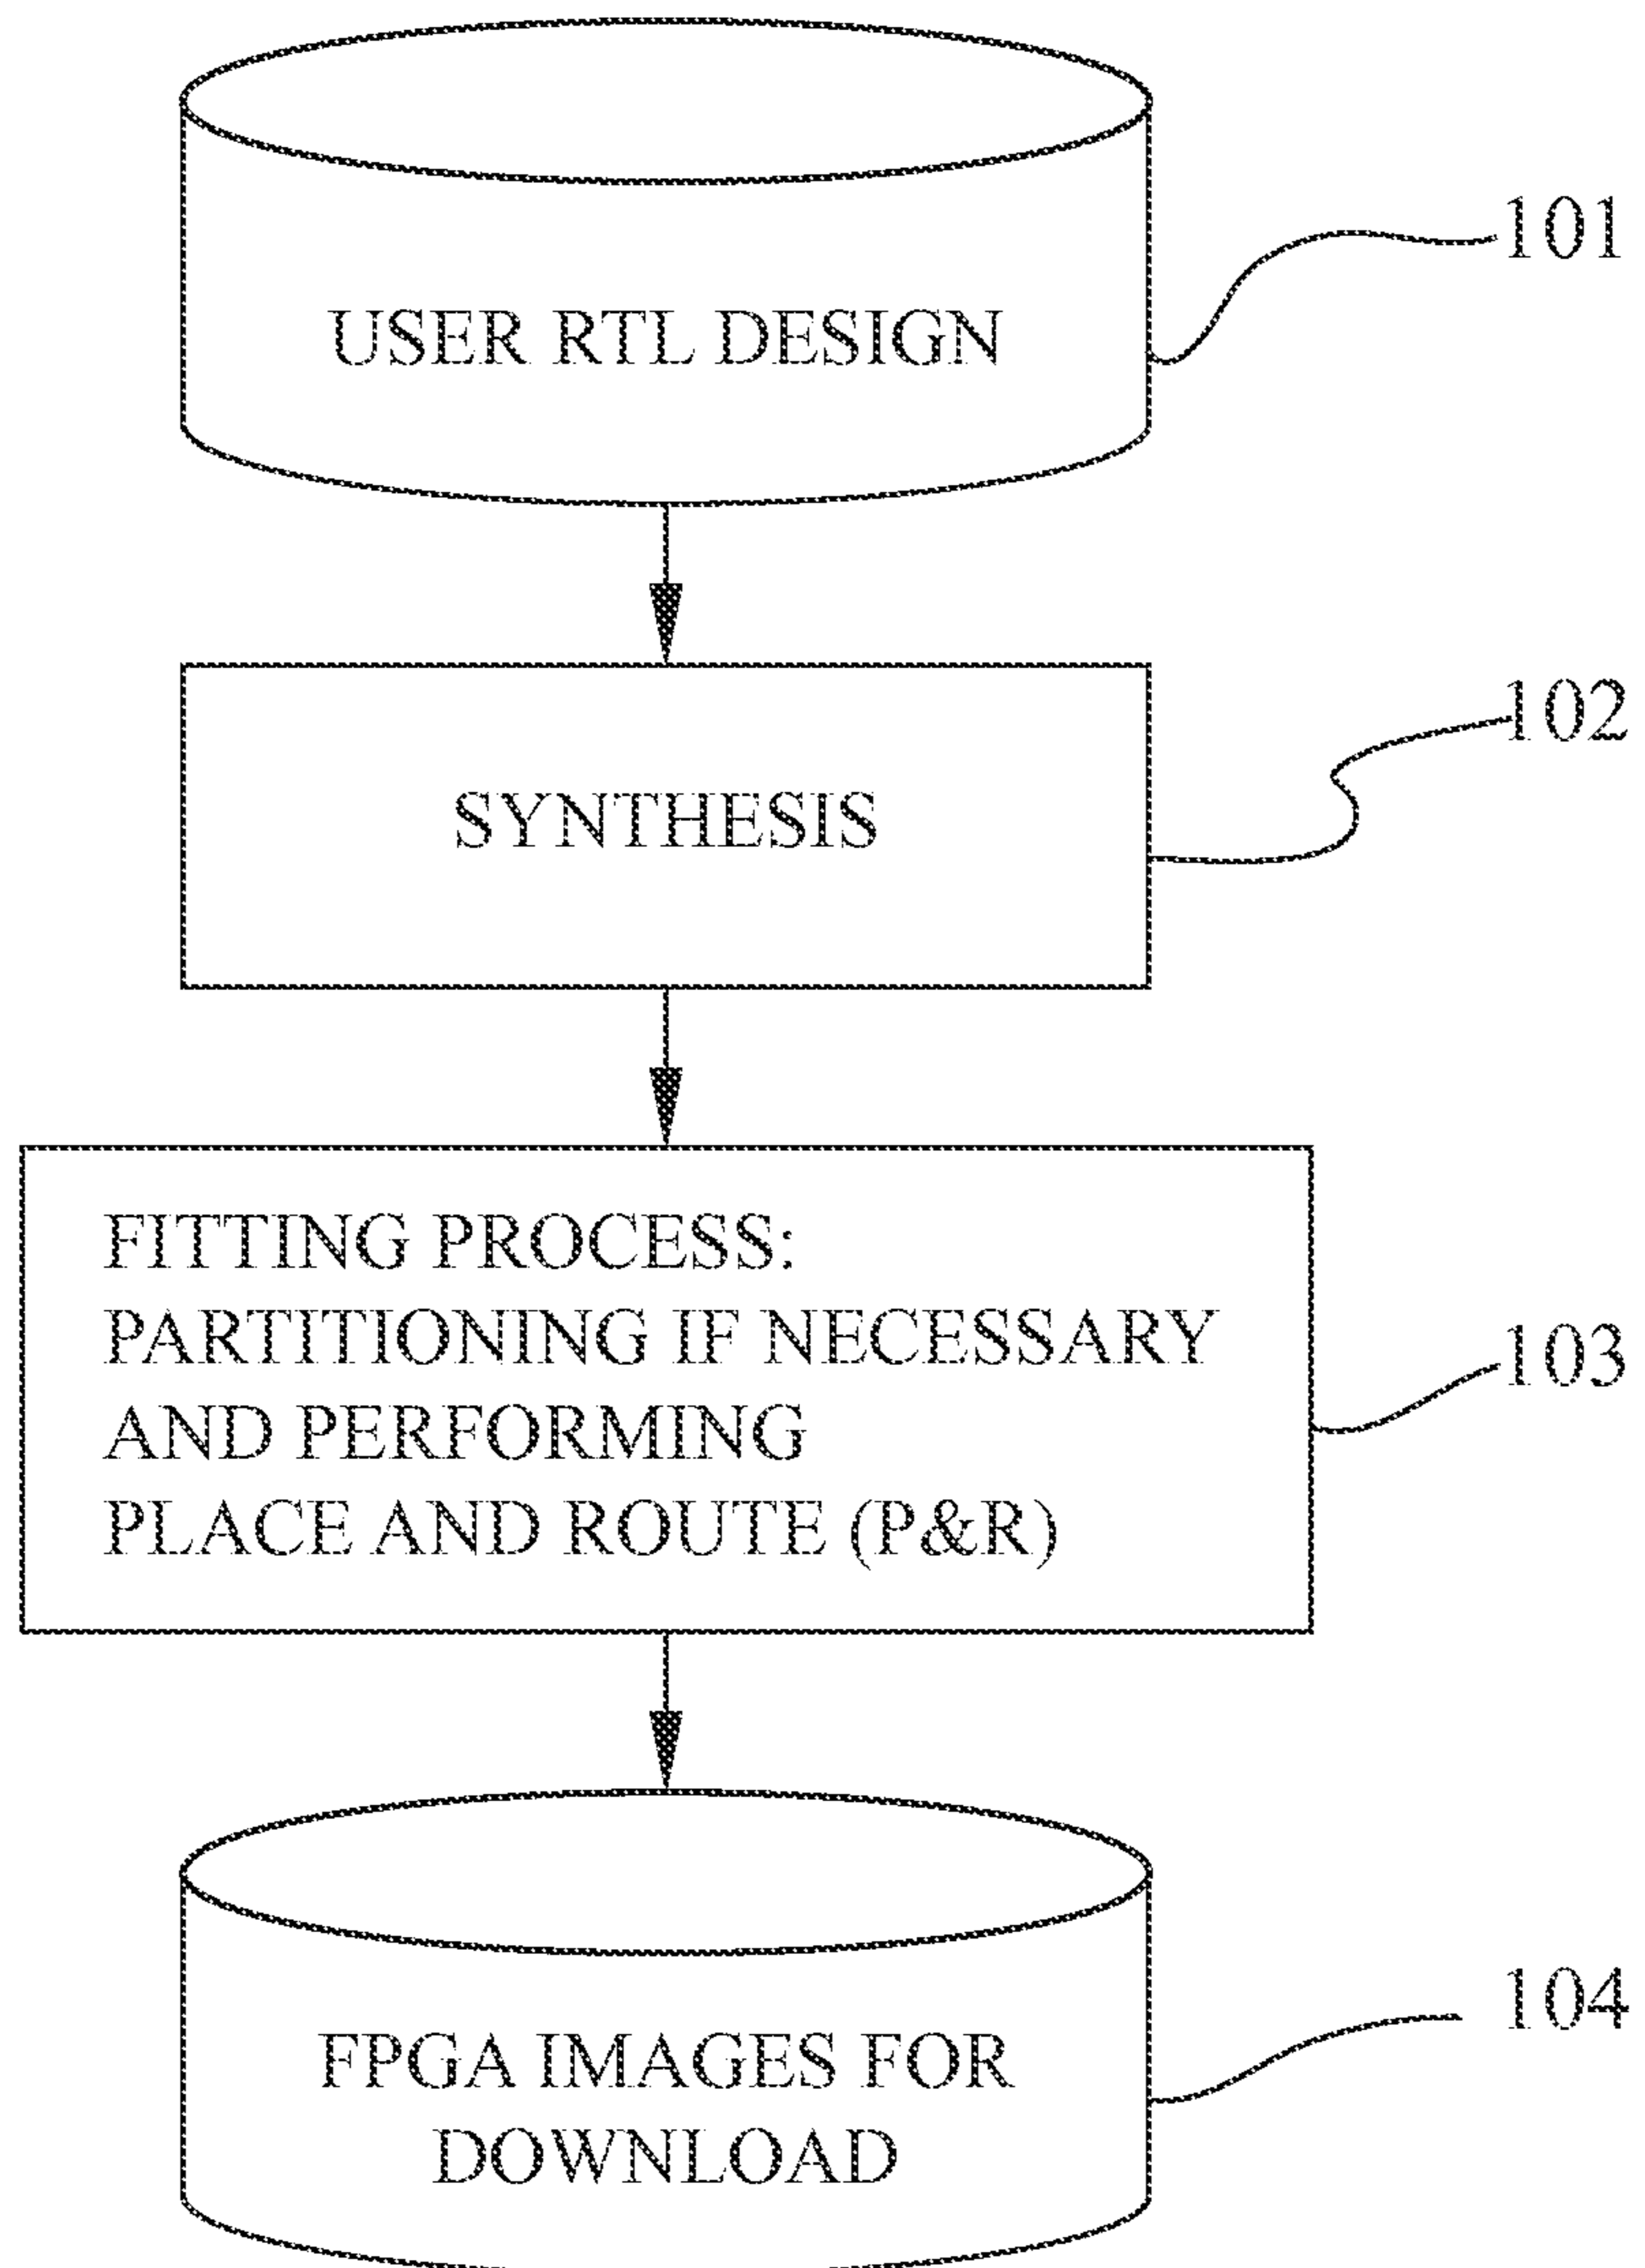 101
USER RTL DESIGN
102
SYNTHESIS
FITTING PROCESS:
PARTITIONING IF NECESSARY
103
AND PERFORMING
PLACE AND ROUTE (P&R)
104
FPGA IMAGES FOR
DOWNLOAD